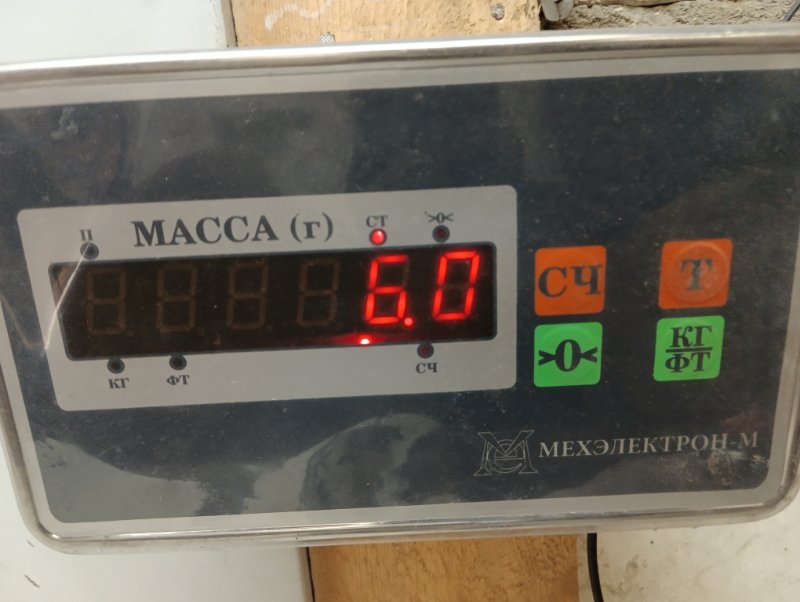 П МАССА (г) СТ >0<
6.0
КГ ФТ СЧ
СЧ Т
>0< КГ/ФТ
МЕХЭЛЕКТРОН-М